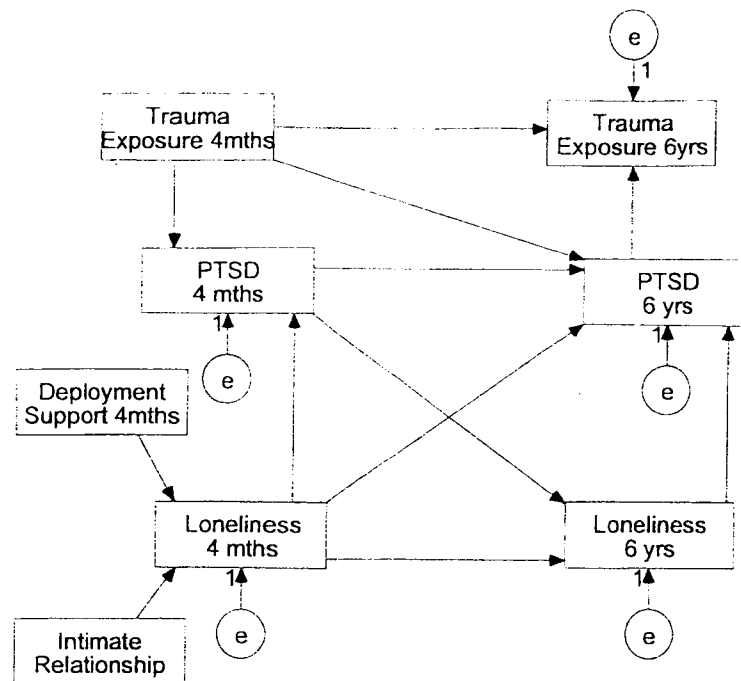 e
1
Trauma
Exposure 4mths
Trauma
Exposure 6yrs
PTSD
4 mths
PTSD
6 yrs
1
e
1
e
Deployment
Support 4mths
Loneliness
4 mths
Loneliness
6 yrs
1
e
1
e
Intimate
Relationship